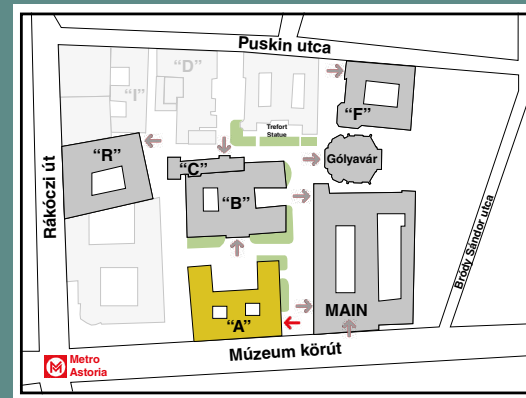 Puskin utca
“D”
“I”
“F”
Trefort
Statue
“R”
“C”
Gólyavár
“B”
Rákóczi út
Bródy Sándor utca
MAIN
“A”
Múzeum körút
M
Metro
Astoria